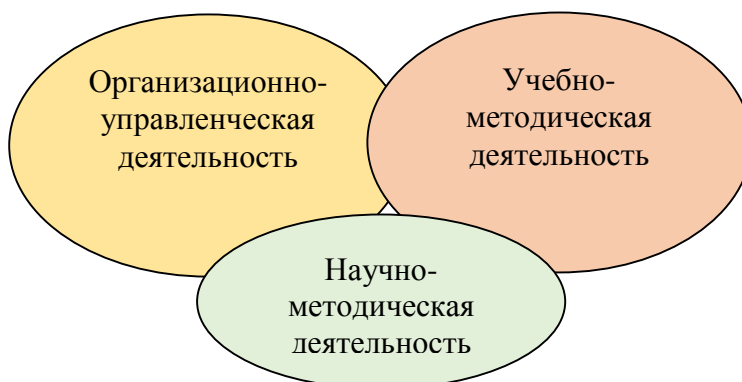 Организационно-
управленческая
деятельность
Учебно-
методическая
деятельность
Научно-
методическая
деятельность